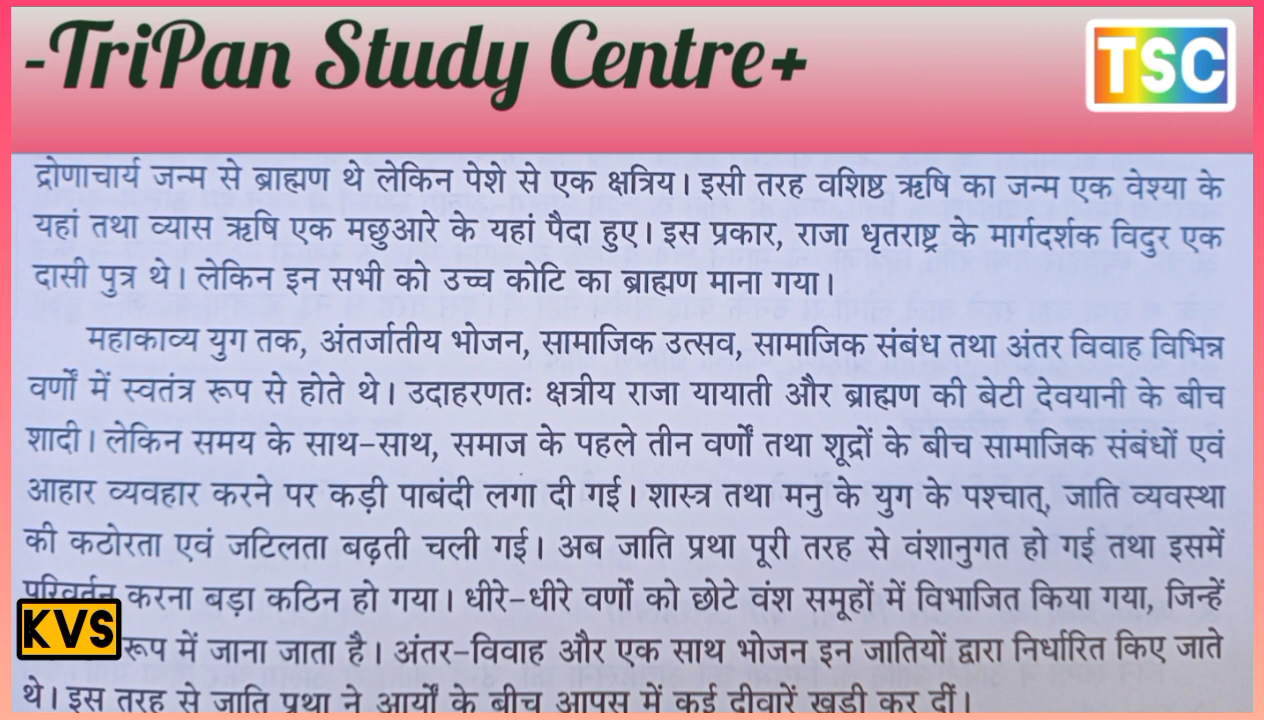 -TriPan Study Centre+
TSC
द्रोणाचार्य जन्म से ब्राह्मण थे लेकिन पेशे से एक क्षत्रिय। इसी तरह वशिष्ठ ऋषि का जन्म एक वेश्या के
यहां तथा व्यास ऋषि एक मछुआरे के यहां पैदा हुए। इस प्रकार, राजा धृतराष्ट्र के मार्गदर्शक विदुर एक
दासी पुत्र थे। लेकिन इन सभी को उच्च कोटि का ब्राह्मण माना गया।
महाकाव्य युग तक, अंतर्जातीय भोजन, सामाजिक उत्सव, सामाजिक संबंध तथा अंतर विवाह विभिन्न
वर्णों में स्वतंत्र रूप से होते थे। उदाहरणतः क्षत्रीय राजा यायाती और ब्राह्मण की बेटी देवयानी के बीच
शादी। लेकिन समय के साथ-साथ, समाज के पहले तीन वर्णों तथा शूद्रों के बीच सामाजिक संबंधों एवं
आहार व्यवहार करने पर कड़ी पाबंदी लगा दी गई। शास्त्र तथा मनु के युग के पश्चात्, जाति व्यवस्था
की कठोरता एवं जटिलता बढ़ती चली गई। अब जाति प्रथा पूरी तरह से वंशानुगत हो गई तथा इसमें
परिवर्तन करना बड़ा कठिन हो गया। धीरे-धीरे वर्णों को छोटे वंश समूहों में विभाजित किया गया, जिन्हें
KVS
रूप में जाना जाता है। अंतर-विवाह और एक साथ भोजन इन जातियों द्वारा निर्धारित किए जाते
थे। इस तरह से जाति प्रथा ने आर्यों के बीच आपस में कई दीवारें खड़ी कर दीं।